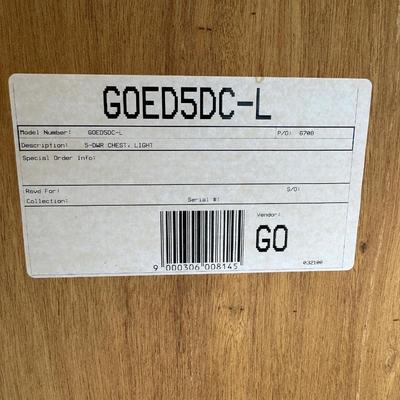 GOED5DC-L
Model Number: GOED5DC-L P/O: 6708
Description: 5-DWR CHEST, LIGHT
Special Order Info:
Rsvd For: S/O:
Collection: Serial #:
Vendor:
GO
9 000306 008145
032100